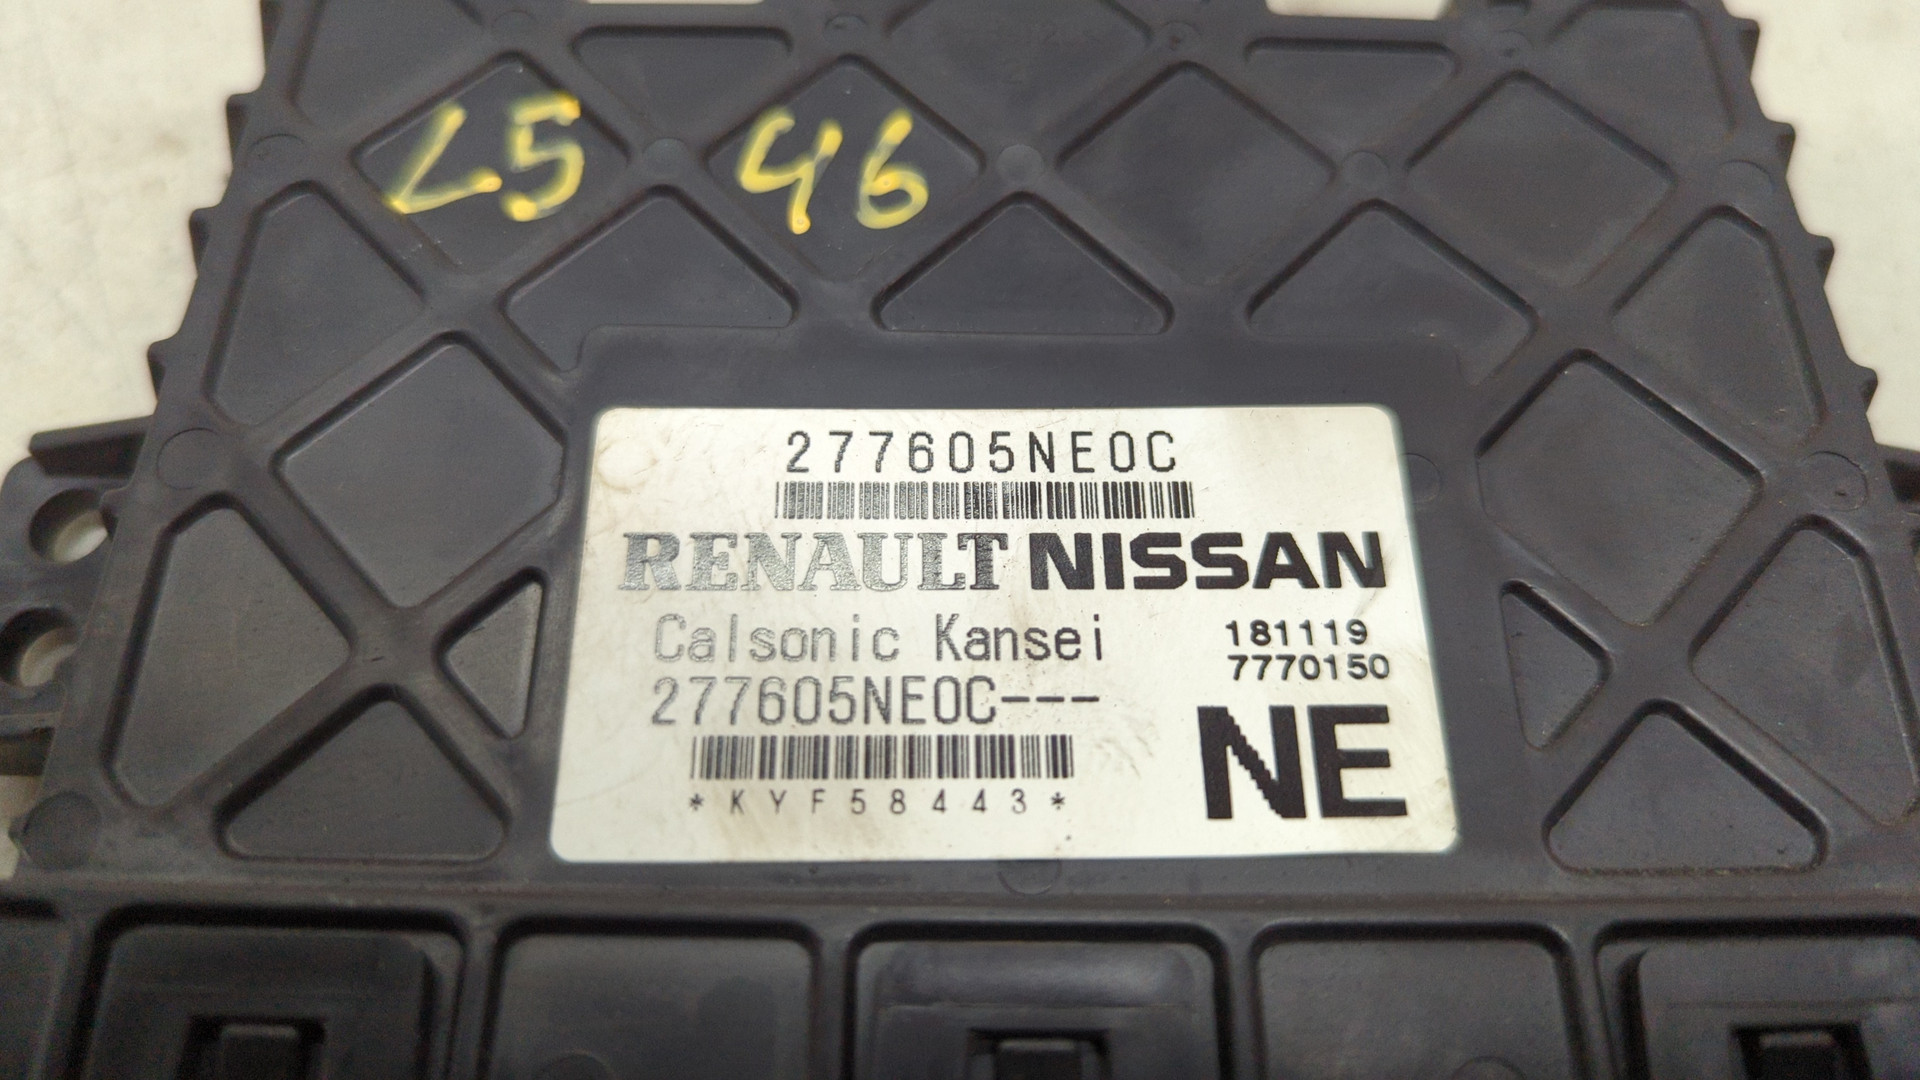 L5 46
277605NE0C
RENAULT NISSAN
Calsonic Kansei
181119
7770150
277605NE0C---
NE
*KYF58443*